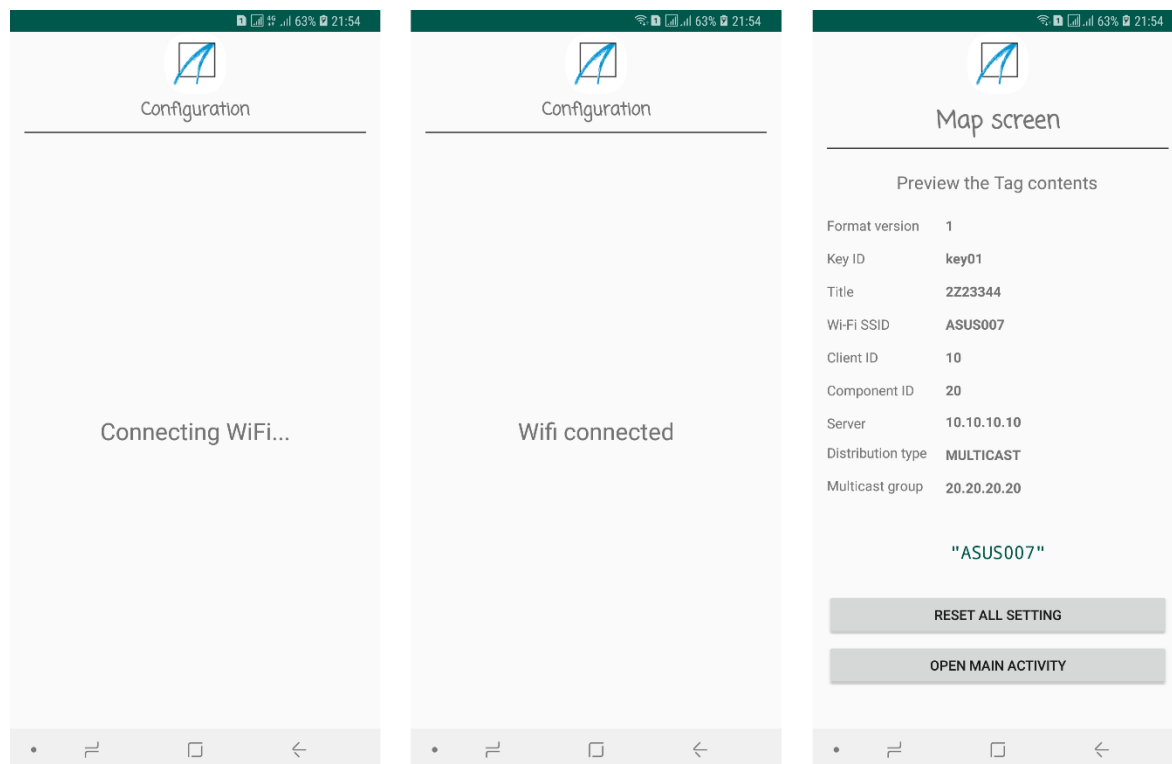 4G 63% 21:54
Configuration
Connecting WiFi...
63% 21:54
Configuration
Wifi connected
63% 21:54
Map screen
Preview the Tag contents
Format version 1
Key ID key01
Title 2Z23344
Wi-Fi SSID ASUS007
Client ID 10
Component ID 20
Server 10.10.10.10
Distribution type MULTICAST
Multicast group 20.20.20.20
"ASUS007"
RESET ALL SETTING
OPEN MAIN ACTIVITY